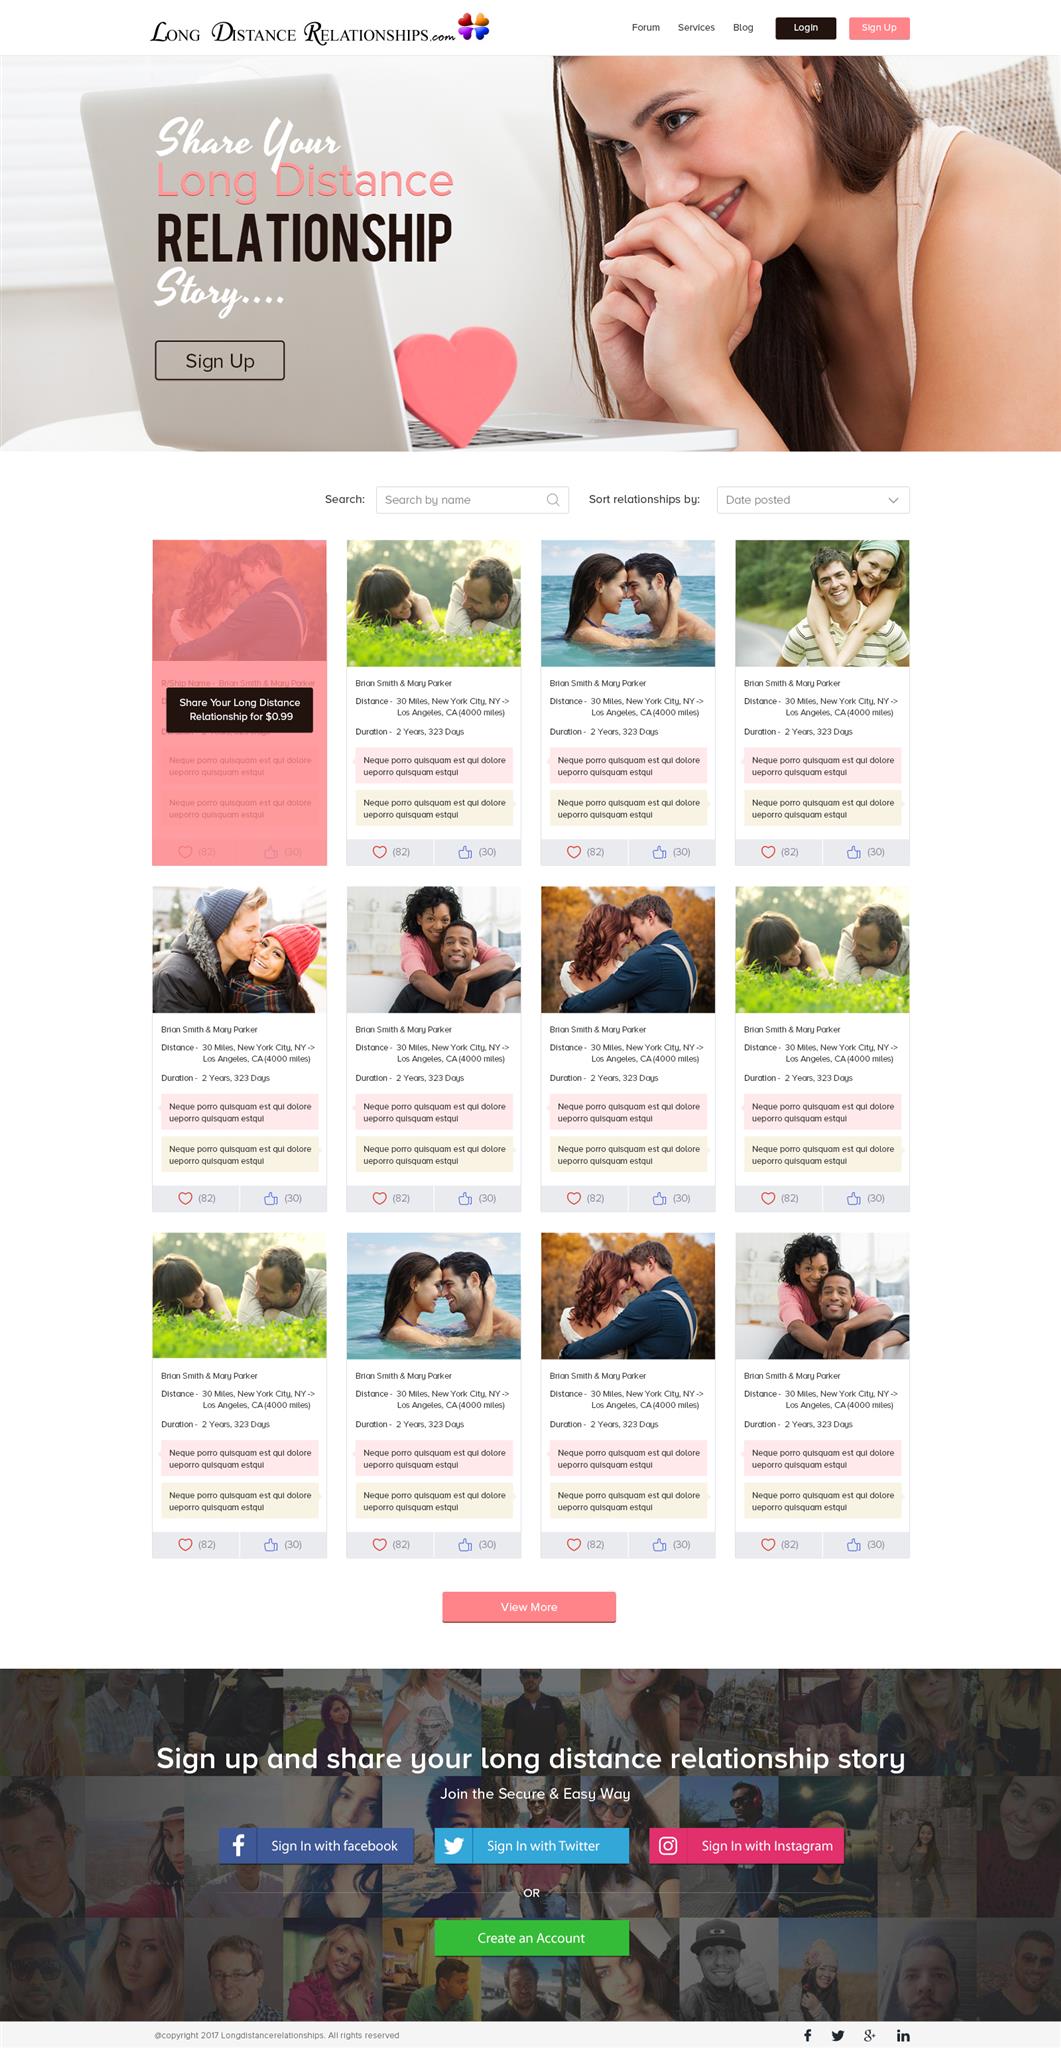 Long Distance Relationships.com
Forum Services Blog Login Sign Up
Share Your
Long Distance
RELATIONSHIP
Story....
Sign Up
Search: Search by name Sort relationships by: Date posted
R/Ship Name - Brian Smith & Mary Parker
Share Your Long Distance
Relationship for $0.99
Neque porro quisquam est qui dolore
ueporro quisquam estqui
Neque porro quisquam est qui dolore
ueporro quisquam estqui
(82) (30)
Brian Smith & Mary Parker
Distance - 30 Miles, New York City, NY ->
Los Angeles, CA (4000 miles)
Duration - 2 Years, 323 Days
Neque porro quisquam est qui dolore
ueporro quisquam estqui
Neque porro quisquam est qui dolore
ueporro quisquam estqui
(82) (30)
Brian Smith & Mary Parker
Distance - 30 Miles, New York City, NY ->
Los Angeles, CA (4000 miles)
Duration - 2 Years, 323 Days
Neque porro quisquam est qui dolore
ueporro quisquam estqui
Neque porro quisquam est qui dolore
ueporro quisquam estqui
(82) (30)
Brian Smith & Mary Parker
Distance - 30 Miles, New York City, NY ->
Los Angeles, CA (4000 miles)
Duration - 2 Years, 323 Days
Neque porro quisquam est qui dolore
ueporro quisquam estqui
Neque porro quisquam est qui dolore
ueporro quisquam estqui
(82) (30)
Brian Smith & Mary Parker
Distance - 30 Miles, New York City, NY ->
Los Angeles, CA (4000 miles)
Duration - 2 Years, 323 Days
Neque porro quisquam est qui dolore
ueporro quisquam estqui
Neque porro quisquam est qui dolore
ueporro quisquam estqui
(82) (30)
Brian Smith & Mary Parker
Distance - 30 Miles, New York City, NY ->
Los Angeles, CA (4000 miles)
Duration - 2 Years, 323 Days
Neque porro quisquam est qui dolore
ueporro quisquam estqui
Neque porro quisquam est qui dolore
ueporro quisquam estqui
(82) (30)
Brian Smith & Mary Parker
Distance - 30 Miles, New York City, NY ->
Los Angeles, CA (4000 miles)
Duration - 2 Years, 323 Days
Neque porro quisquam est qui dolore
ueporro quisquam estqui
Neque porro quisquam est qui dolore
ueporro quisquam estqui
(82) (30)
Brian Smith & Mary Parker
Distance - 30 Miles, New York City, NY ->
Los Angeles, CA (4000 miles)
Duration - 2 Years, 323 Days
Neque porro quisquam est qui dolore
ueporro quisquam estqui
Neque porro quisquam est qui dolore
ueporro quisquam estqui
(82) (30)
Brian Smith & Mary Parker
Distance - 30 Miles, New York City, NY ->
Los Angeles, CA (4000 miles)
Duration - 2 Years, 323 Days
Neque porro quisquam est qui dolore
ueporro quisquam estqui
Neque porro quisquam est qui dolore
ueporro quisquam estqui
(82) (30)
Brian Smith & Mary Parker
Distance - 30 Miles, New York City, NY ->
Los Angeles, CA (4000 miles)
Duration - 2 Years, 323 Days
Neque porro quisquam est qui dolore
ueporro quisquam estqui
Neque porro quisquam est qui dolore
ueporro quisquam estqui
(82) (30)
Brian Smith & Mary Parker
Distance - 30 Miles, New York City, NY ->
Los Angeles, CA (4000 miles)
Duration - 2 Years, 323 Days
Neque porro quisquam est qui dolore
ueporro quisquam estqui
Neque porro quisquam est qui dolore
ueporro quisquam estqui
(82) (30)
Brian Smith & Mary Parker
Distance - 30 Miles, New York City, NY ->
Los Angeles, CA (4000 miles)
Duration - 2 Years, 323 Days
Neque porro quisquam est qui dolore
ueporro quisquam estqui
Neque porro quisquam est qui dolore
ueporro quisquam estqui
(82) (30)
View More
Sign up and share your long distance relationship story
Join the Secure & Easy Way
Sign In with facebook Sign In with Twitter Sign In with Instagram
OR
Create an Account
@copyright 2017 Longdistancerelationships. All rights reserved